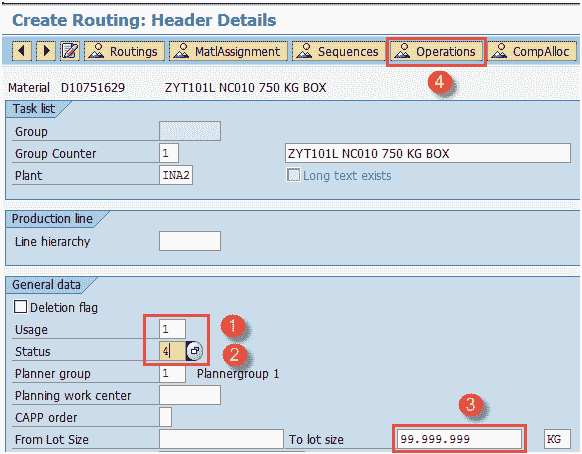 Create Routing: Header Details
Routings MatlAssignment Sequences Operations CompAlloc
4
Material D10751629 ZYT101L NC010 750 KG BOX
Task list
Group
Group Counter 1 ZYT101L NC010 750 KG BOX
Plant INA2 Long text exists
Production line
Line hierarchy
General data
Deletion flag
Usage 1 1
Status 4 2
Planner group 1 Plannergroup 1
Planning work center
CAPP order 3
From Lot Size To lot size 99.999.999 KG